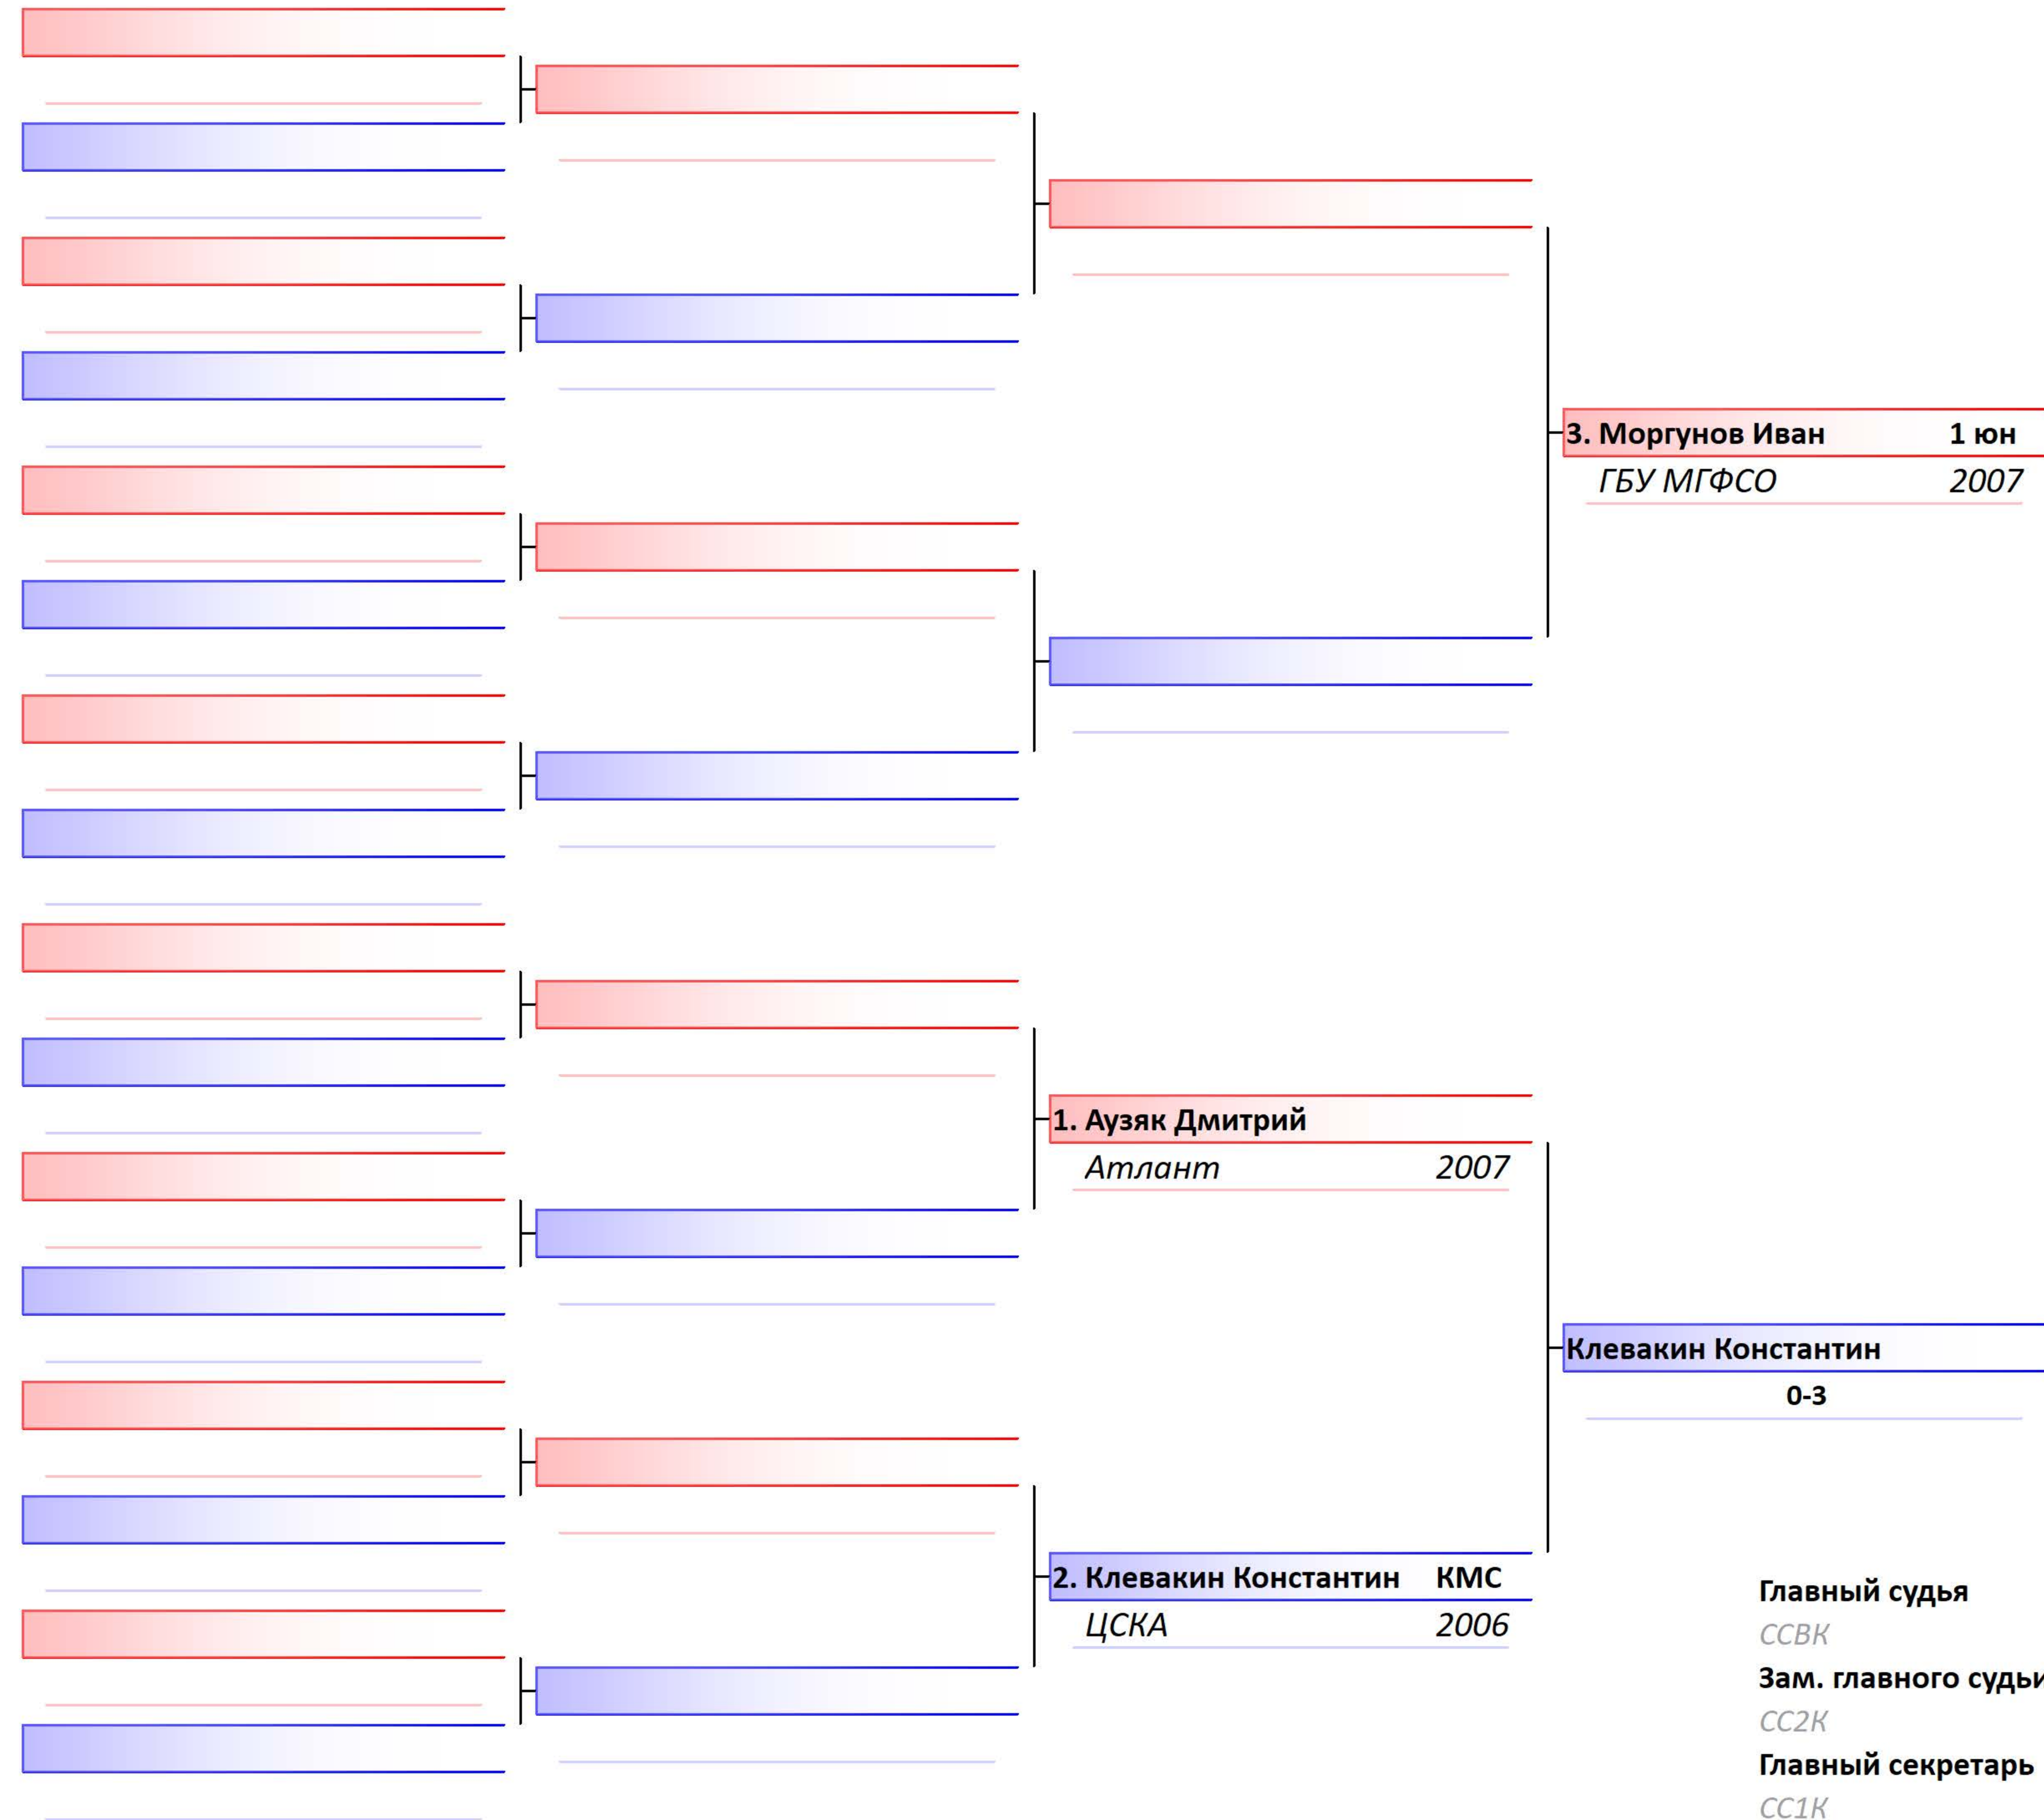 3. Моргунов Иван 1 юн
ГБУ МГФСО 2007
1. Аузяк Дмитрий
Атлант 2007
Клевакин Константин
0-3
2. Клевакин Константин КМС
ЦСКА 2006
Главный судья
ССВК
Зам. главного судьи
СС2К
Главный секретарь
СС1К